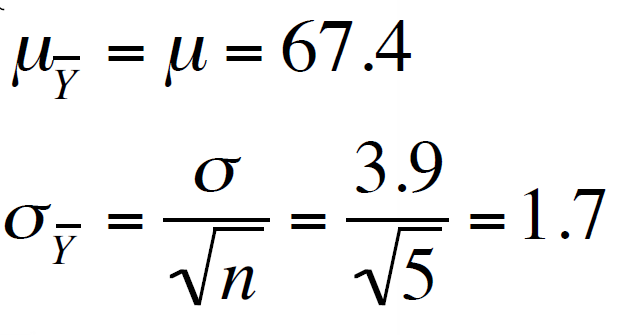 μ_Ȳ = μ = 67.4
σ_Ȳ = σ/√n = 3.9/√5 = 1.7